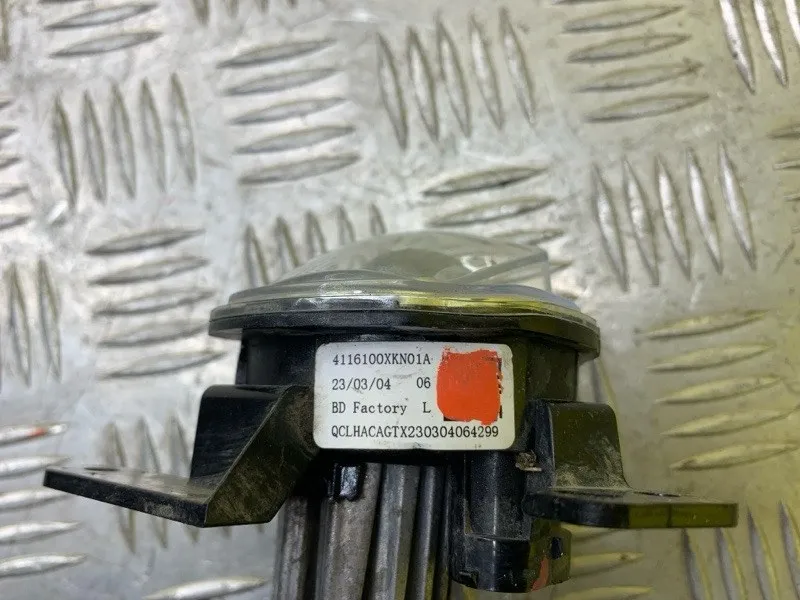 4116100XKN01A
23/03/04 06
BD Factory L
QCLHACAGTX230304064299